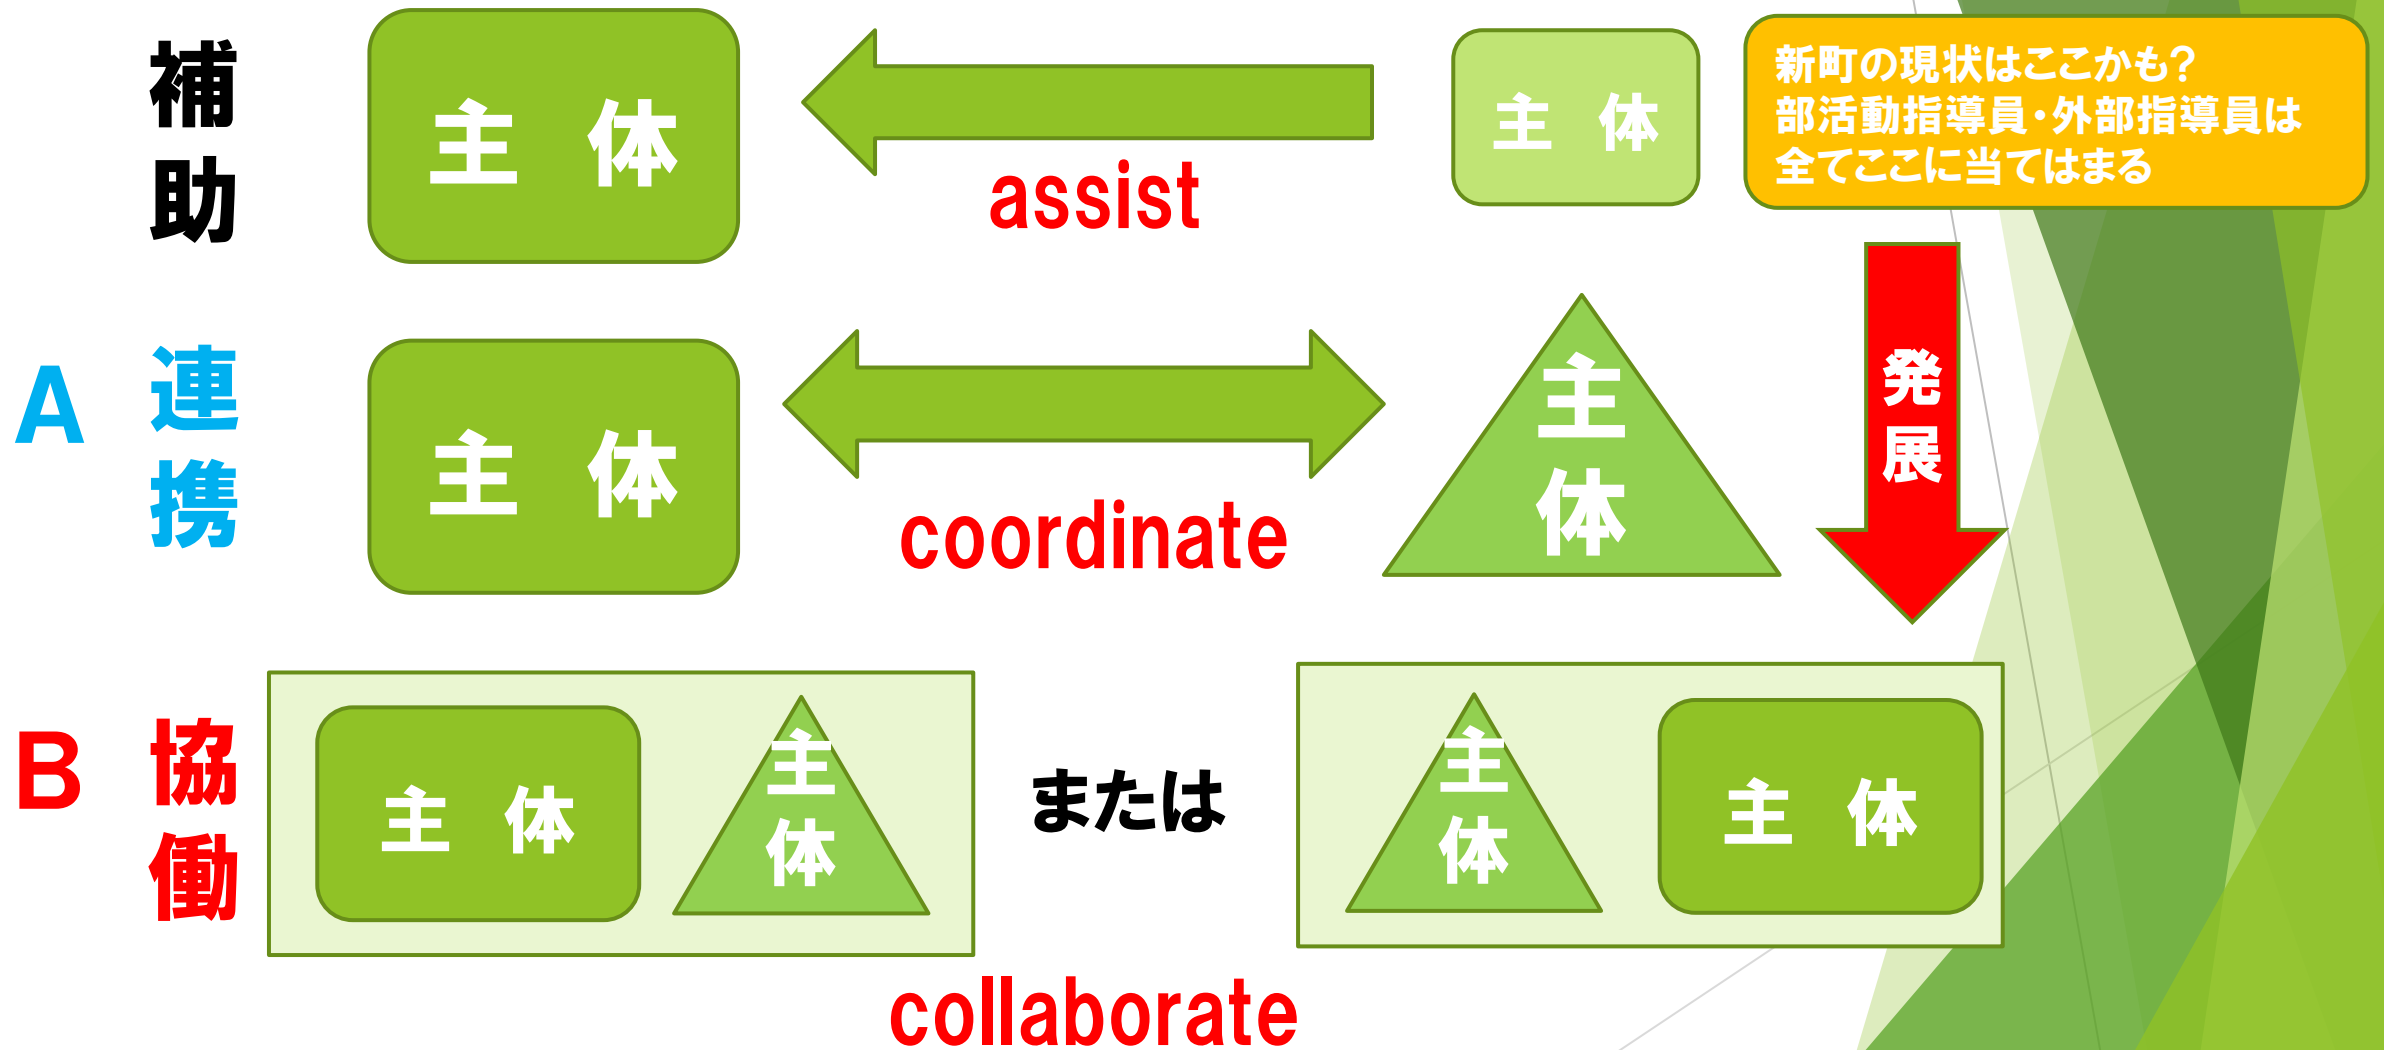 補助
主　体
assist
主　体
新町の現状はここかも？
部活動指導員・外部指導員は
全てここに当てはまる
A
連携
主　体
coordinate
主体
発展
B
協働
主　体
主体
または
主体
主　体
collaborate